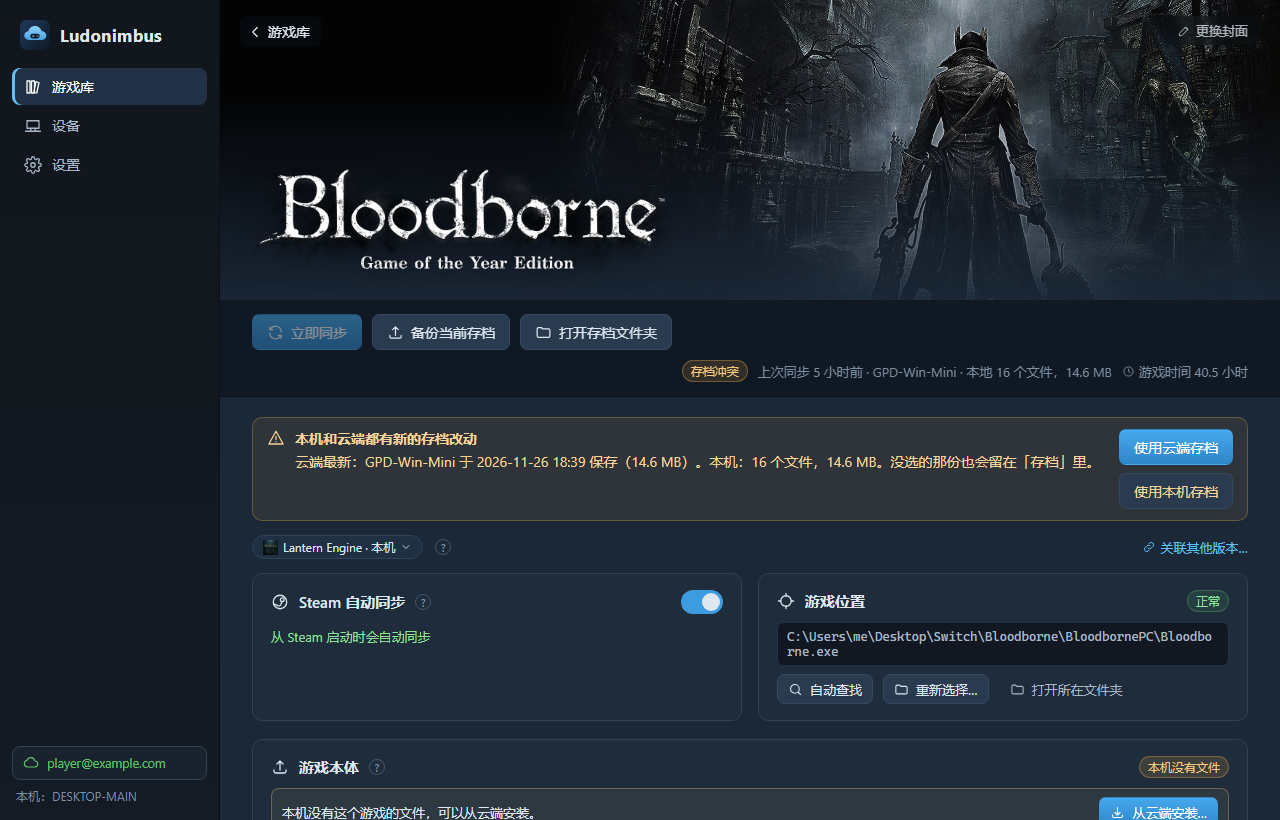 Ludonimbus
游戏库
设备
设置
player@example.com
本机：DESKTOP-MAIN
游戏库
更换封面
Bloodborne™
Game of the Year Edition
立即同步
备份当前存档
打开存档文件夹
存档冲突 上次同步 5 小时前 · GPD-Win-Mini · 本地 16 个文件，14.6 MB 游戏时间 40.5 小时
本机和云端都有新的存档改动
云端最新：GPD-Win-Mini 于 2026-11-26 18:39 保存（14.6 MB）。本机：16 个文件，14.6 MB。没选的那份也会留在「存档」里。
使用云端存档
使用本机存档
Lantern Engine · 本机
?
关联其他版本...
Steam 自动同步 ?
从 Steam 启动时会自动同步
游戏位置
正常
C:\Users\me\Desktop\Switch\Bloodborne\BloodbornePC\Bloodbo
rne.exe
自动查找
重新选择...
打开所在文件夹
游戏本体 ?
本机没有文件
本机没有这个游戏的文件，可以从云端安装。
从云端安装...